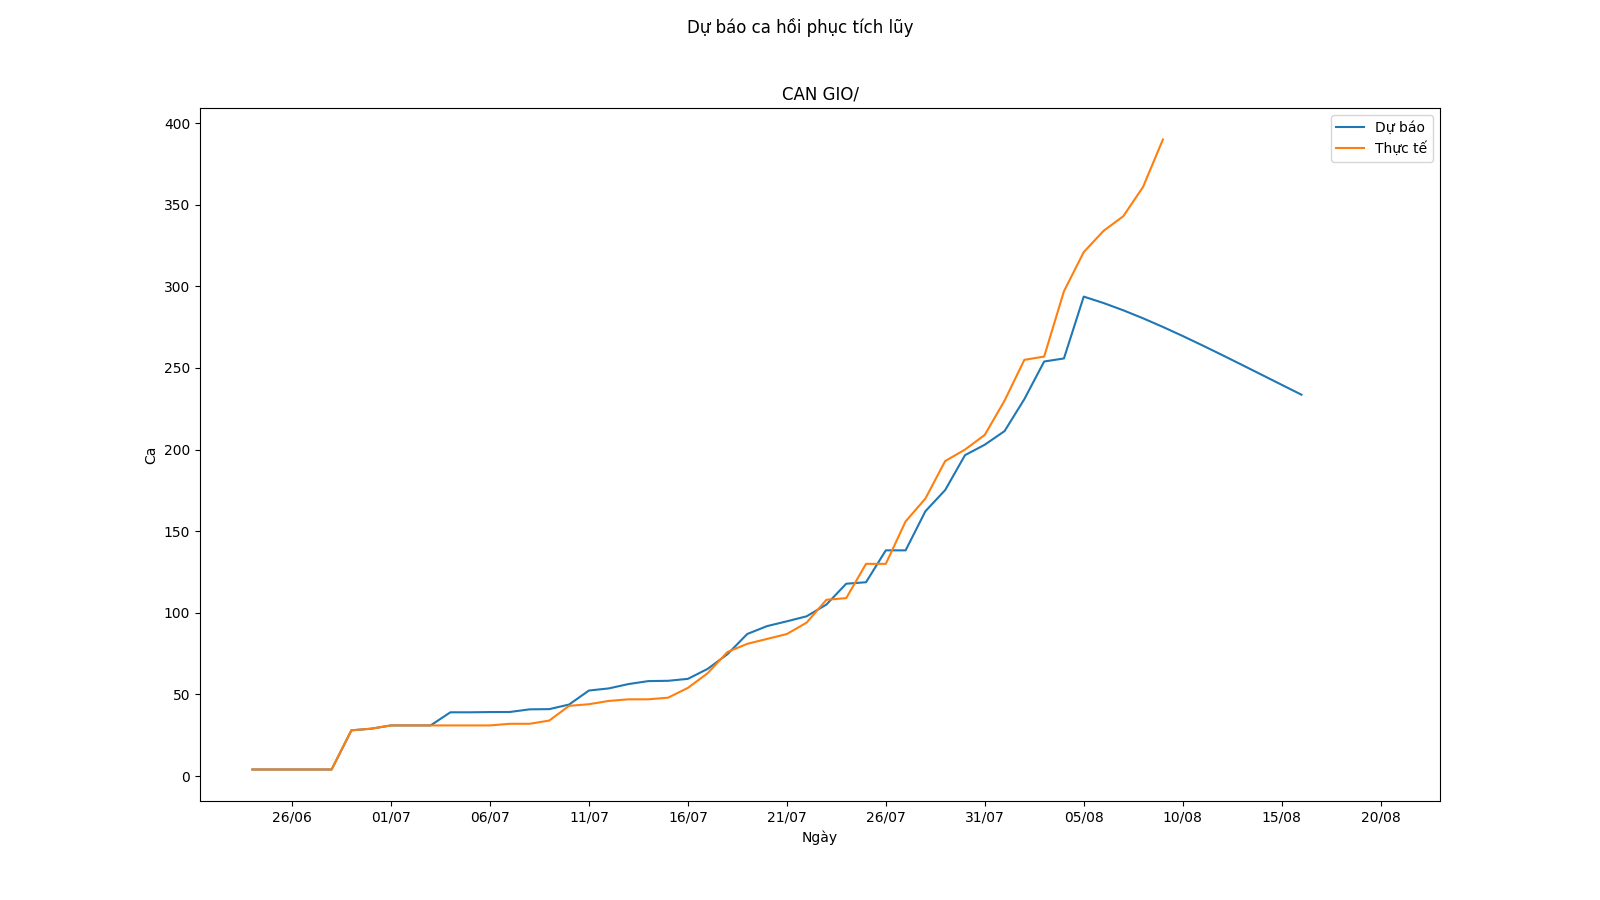 Dự báo ca hồi phục tích lũy
CAN GIO/
Dự báo
Thực tế
400
350
300
250
200
150
100
50
0
Ca
26/06 01/07 06/07 11/07 16/07 21/07 26/07 31/07 05/08 10/08 15/08 20/08
Ngày